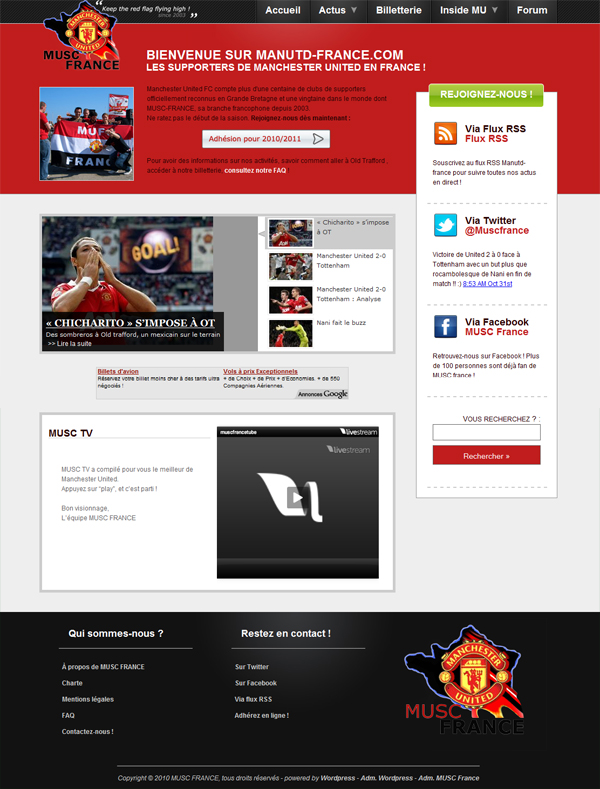 Keep the red flag flying high !
since 2003
Accueil
Actus
Billetterie
Inside MU
Forum
MANCHESTER
UNITED
MUSC
FRANCE
BIENVENUE SUR MANUTD-FRANCE.COM
LES SUPPORTERS DE MANCHESTER UNITED EN FRANCE !
Manchester United FC compte plus d'une centaine de clubs de supporters
officiellement reconnus en Grande Bretagne et une vingtaine dans le monde dont
MUSC-FRANCE, sa branche francophone depuis 2003.
Ne ratez pas le début de la saison. Rejoignez-nous dès maintenant :
Adhésion pour 2010/2011
Pour avoir des informations sur nos activités, savoir comment aller à Old Trafford ,
accéder à notre billetterie, consultez notre FAQ !
REJOIGNEZ-NOUS !
Via Flux RSS
Flux RSS
Souscrivez au flux RSS Manutd-
france pour suivre toutes nos actus
en direct !
Via Twitter
@Muscfrance
Victoire de United 2 à 0 face à
Tottenham avec un but plus que
rocambolesque de Nani en fin de
match !! :) 8:53 AM Oct 31st
Via Facebook
MUSC France
Retrouvez-nous sur Facebook ! Plus
de 100 personnes sont déjà fan de
MUSC france !
VOUS RECHERCHEZ ? :
Rechercher »
GOAL!
« CHICHARITO » S'IMPOSE À OT
Des sombreros à Old trafford, un mexicain sur le terrain
>> Lire la suite
« Chicharito » s'impose
à OT
Manchester United 2-0
Tottenham
Manchester United 2-0
Tottenham : Analyse
Nani fait le buzz
Billets d'avion
Réservez votre billet moins cher à des tarifs ultra
négociés !
Vols à prix Exceptionnels
+ de Choix + de Prix + d'Economies. + de 550
Compagnies Aériennes.
Annonces Google
MUSC TV
MUSC TV a compilé pour vous le meilleur de
Manchester United.
Appuyez sur "play", et c'est parti !
Bon visionnage,
L'équipe MUSC FRANCE
muscfrancetube
livestream
livestream
Qui sommes-nous ?
À propos de MUSC FRANCE
Charte
Mentions légales
FAQ
Contactez-nous !
Restez en contact !
Sur Twitter
Sur Facebook
Via flux RSS
Adhérez en ligne !
MANCHESTER
UNITED
MUSC
FRANCE
Copyright © 2010 MUSC FRANCE, tous droits réservés - powered by Wordpress - Adm. Wordpress - Adm. MUSC France